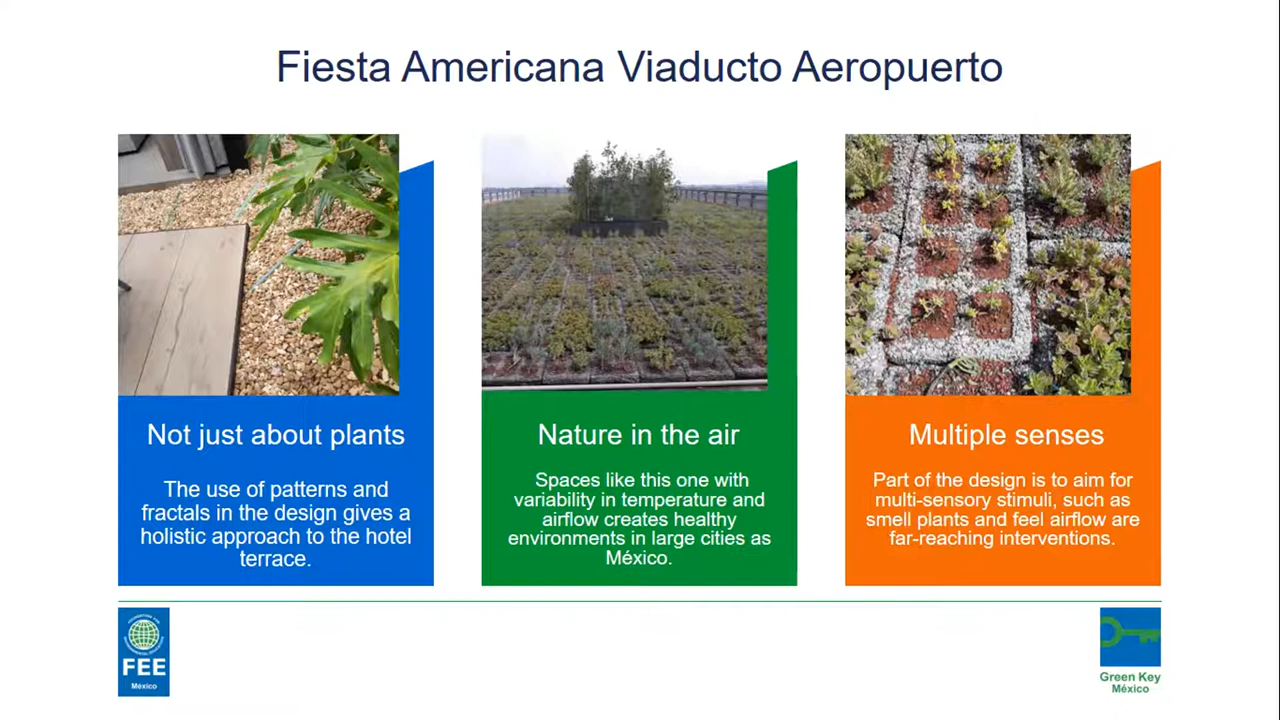 Fiesta Americana Viaducto Aeropuerto
Not just about plants
The use of patterns and
fractals in the design gives a
holistic approach to the hotel
terrace.
Nature in the air
Spaces like this one with
variability in temperature and
airflow creates healthy
environments in large cities as
México.
Multiple senses
Part of the design is to aim for
multi-sensory stimuli, such as
smell plants and feel airflow are
far-reaching interventions.
FEE
México
Green Key
México